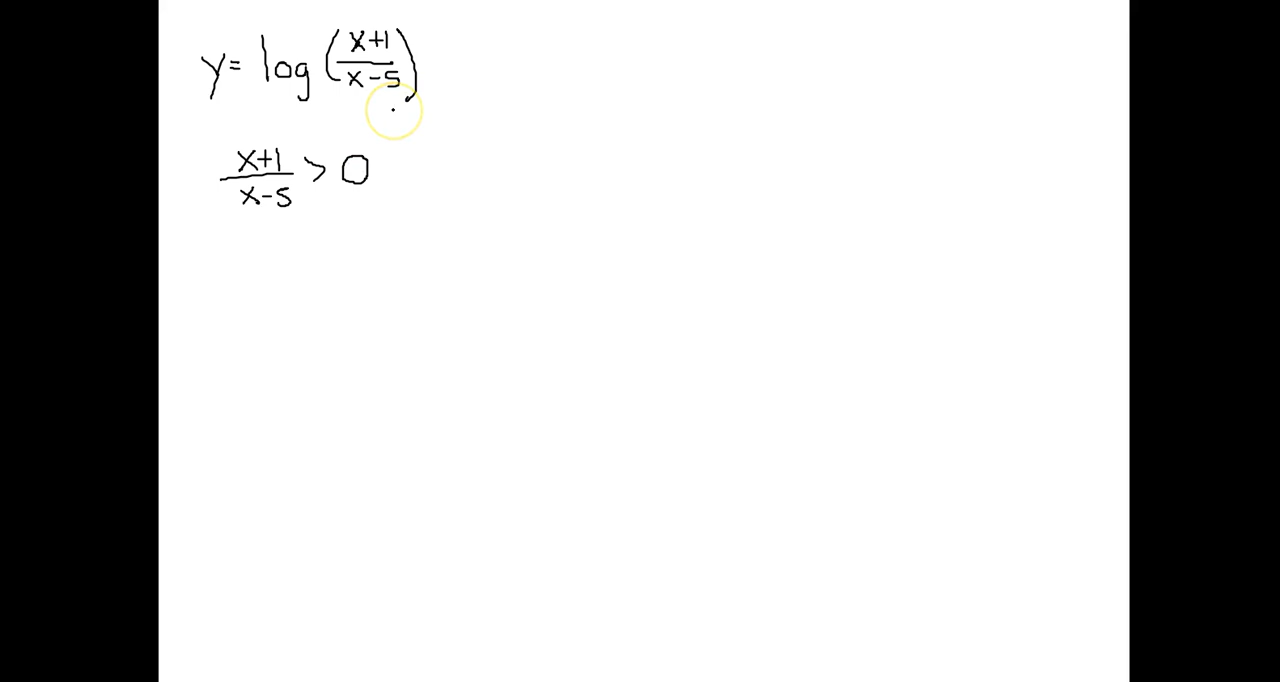 y = log(x+1/x-5)
x+1/x-5 > 0